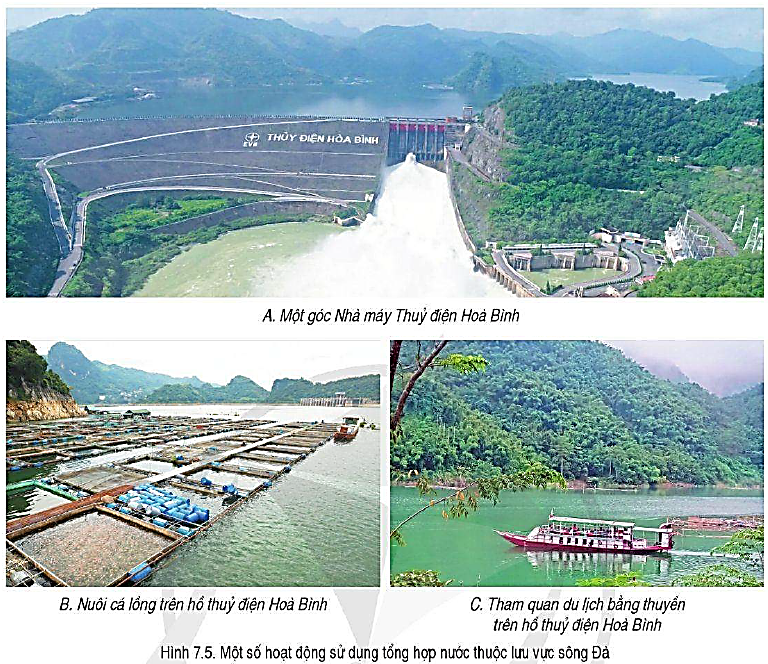 EVN
THỦY ĐIỆN HÒA BÌNH
A. Một góc Nhà máy Thuỷ điện Hoà Bình
B. Nuôi cá lồng trên hồ thuỷ điện Hoà Bình
C. Tham quan du lịch bằng thuyền
trên hồ thuỷ điện Hoà Bình
Hình 7.5. Một số hoạt động sử dụng tổng hợp nước thuộc lưu vực sông Đà